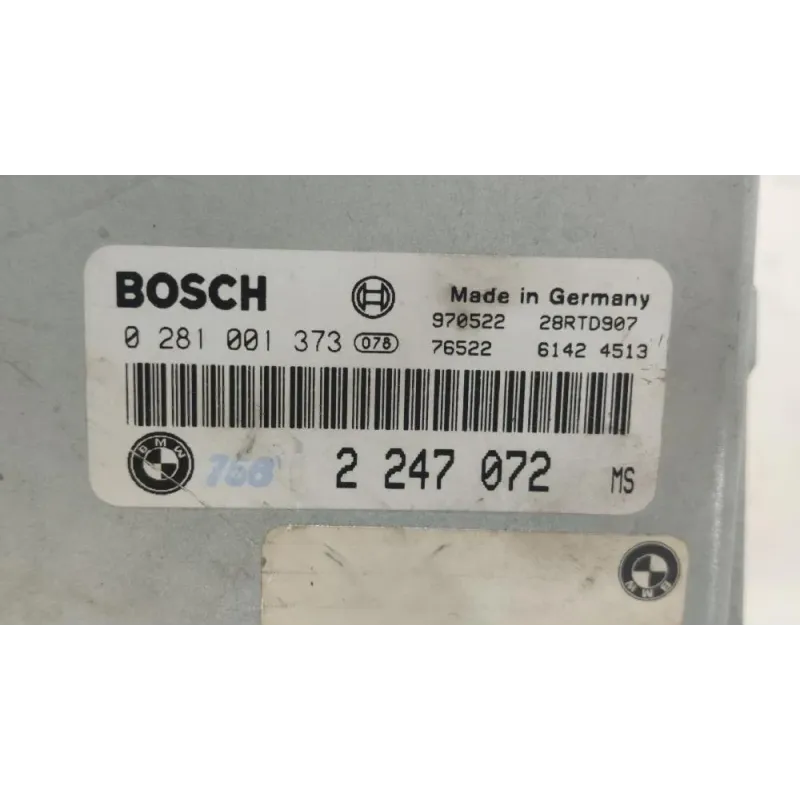 BOSCH Made in Germany
970522 28RTD907
0 281 001 373 078 76522 6142 4513
BMW 768 2 247 072 MS
BMW